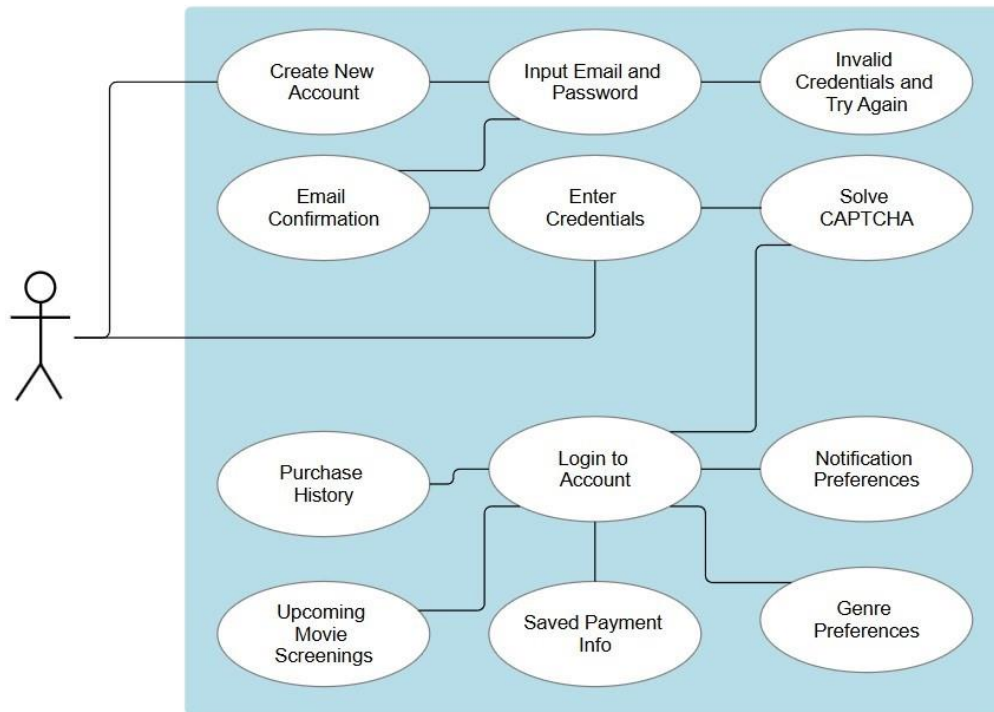 Create New
Account
Input Email and
Password
Invalid
Credentials and
Try Again
Email
Confirmation
Enter
Credentials
Solve
CAPTCHA
Purchase
History
Login to
Account
Notification
Preferences
Upcoming
Movie
Screenings
Saved Payment
Info
Genre
Preferences